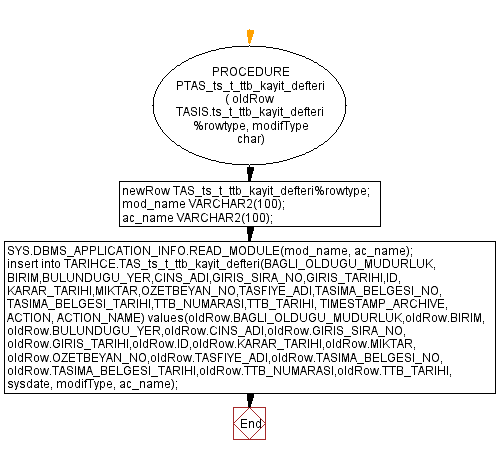 PROCEDURE
PTAS_ts_t_ttb_kayit_defteri
( oldRow
TASIS.ts_t_ttb_kayit_defteri
%rowtype, modifType
char)
newRow TAS_ts_t_ttb_kayit_defteri%rowtype;
mod_name VARCHAR2(100);
ac_name VARCHAR2(100);
SYS.DBMS_APPLICATION_INFO.READ_MODULE(mod_name, ac_name);
insert into TARIHCE.TAS_ts_t_ttb_kayit_defteri(BAGLI_OLDUGU_MUDURLUK,
BIRIM,BULUNDUGU_YER,CINS_ADI,GIRIS_SIRA_NO,GIRIS_TARIHI,ID,
KARAR_TARIHI,MIKTAR,OZETBEYAN_NO,TASFIYE_ADI,TASIMA_BELGESI_NO,
TASIMA_BELGESI_TARIHI,TTB_NUMARASI,TTB_TARIHI, TIMESTAMP_ARCHIVE,
ACTION, ACTION_NAME) values(oldRow.BAGLI_OLDUGU_MUDURLUK,oldRow.BIRIM,
oldRow.BULUNDUGU_YER,oldRow.CINS_ADI,oldRow.GIRIS_SIRA_NO,
oldRow.GIRIS_TARIHI,oldRow.ID,oldRow.KARAR_TARIHI,oldRow.MIKTAR,
oldRow.OZETBEYAN_NO,oldRow.TASFIYE_ADI,oldRow.TASIMA_BELGESI_NO,
oldRow.TASIMA_BELGESI_TARIHI,oldRow.TTB_NUMARASI,oldRow.TTB_TARIHI,
sysdate, modifType, ac_name);
End